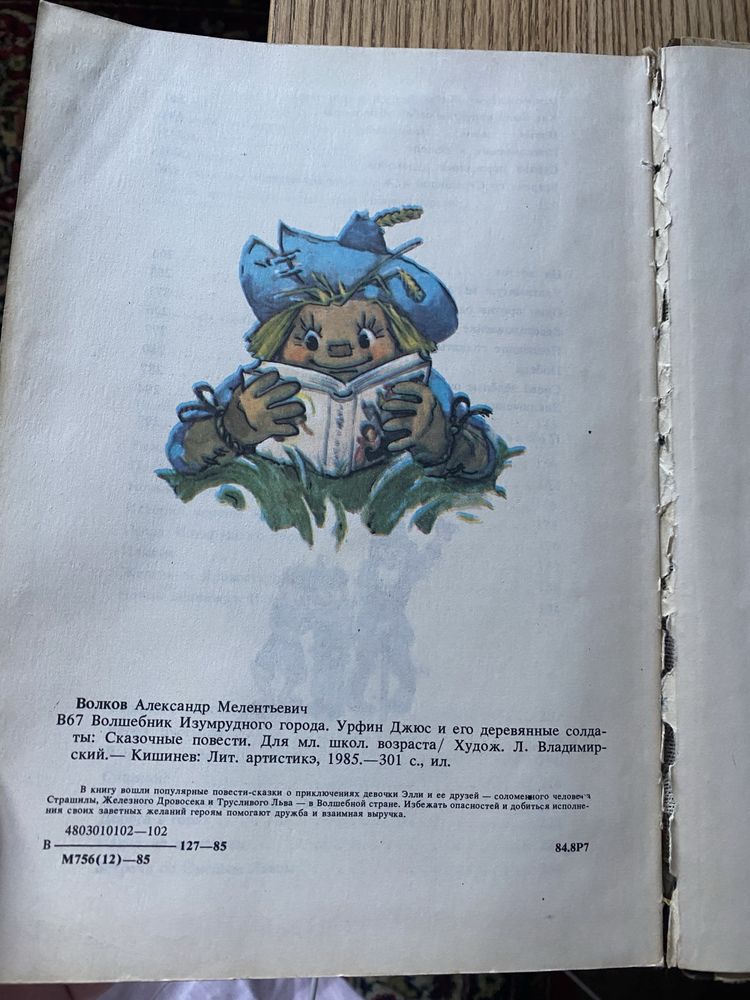 Волков Александр Мелентьевич
В67 Волшебник Изумрудного города. Урфин Джюс и его деревянные солда-
ты: Сказочные повести. Для мл. школ. возраста/ Худож. Л. Владимир-
ский.— Кишинев: Лит. артистикэ, 1985.—301 с., ил.
В книгу вошли популярные повести-сказки о приключениях девочки Элли и ее друзей — соломенного человека
Страшилы, Железного Дровосека и Трусливого Льва — в Волшебной стране. Избежать опасностей и добиться исполне-
ния своих заветных желаний героям помогают дружба и взаимная выручка.
4803010102—102
В ——— 127—85 84.8Р7
М756(12)—85